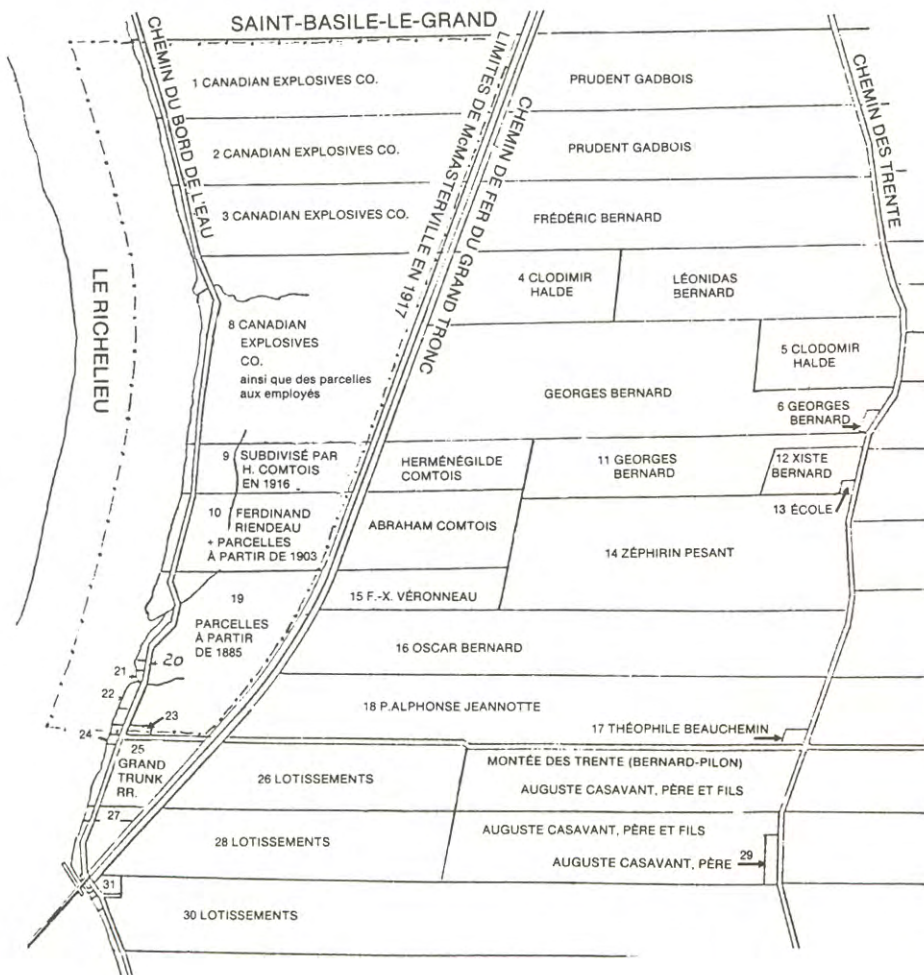 SAINT-BASILE-LE-GRAND
CHEMIN DU BORD DE L'EAU
LIMITES DE McMASTERVILLE EN 1917
CHEMIN DE FER DU GRAND TRONC
CHEMIN DES TRENTE
LE RICHELIEU
1 CANADIAN EXPLOSIVES CO.
PRUDENT GADBOIS
2 CANADIAN EXPLOSIVES CO.
PRUDENT GADBOIS
3 CANADIAN EXPLOSIVES CO.
FRÉDÉRIC BERNARD
4 CLODIMIR
HALDE
LÉONIDAS
BERNARD
8 CANADIAN
EXPLOSIVES
CO.
ainsi que des parcelles
aux employés
5 CLODOMIR
HALDE
GEORGES BERNARD
6 GEORGES
BERNARD
9 SUBDIVISÉ PAR
H. COMTOIS
EN 1916
HERMÉNÉGILDE
COMTOIS
11 GEORGES
BERNARD
12 XISTE
BERNARD
13 ÉCOLE
10 FERDINAND
RIENDEAU
+ PARCELLES
À PARTIR DE 1903
ABRAHAM COMTOIS
14 ZÉPHIRIN PESANT
15 F.-X. VÉRONNEAU
19
PARCELLES
À PARTIR
DE 1885
16 OSCAR BERNARD
20
21
22
23
24
18 P.ALPHONSE JEANNOTTE
17 THÉOPHILE BEAUCHEMIN
25
GRAND
TRUNK
RR.
26 LOTISSEMENTS
MONTÉE DES TRENTE (BERNARD-PILON)
AUGUSTE CASAVANT, PÈRE ET FILS
27
28 LOTISSEMENTS
AUGUSTE CASAVANT, PÈRE ET FILS
29
AUGUSTE CASAVANT, PÈRE
31
30 LOTISSEMENTS